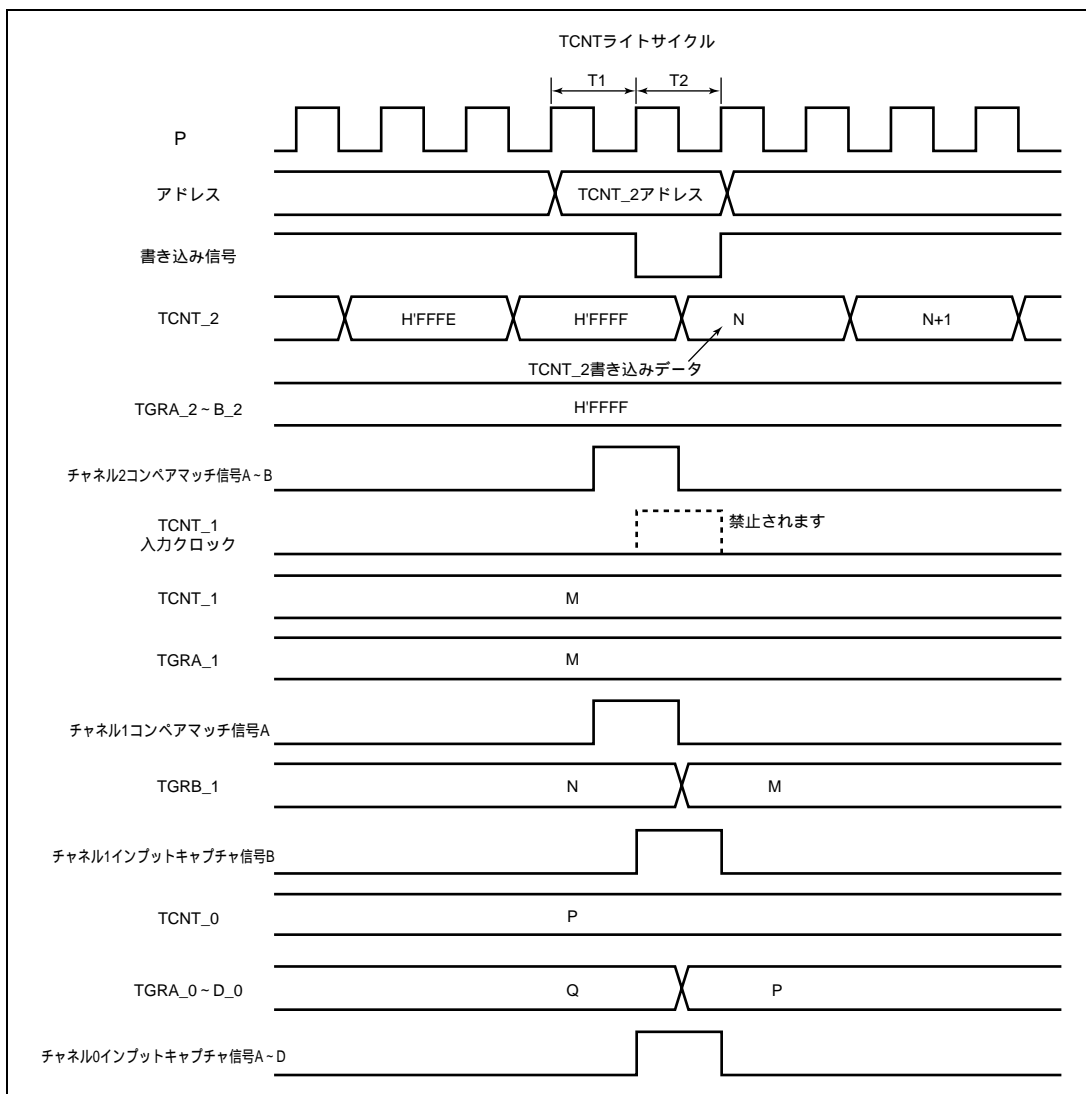 TCNTライトサイクル
T1 T2
P
アドレス TCNT_2アドレス
書き込み信号
TCNT_2 H'FFFE H'FFFF N N+1
TCNT_2書き込みデータ
TGRA_2~B_2 H'FFFF
チャネル2コンペアマッチ信号A~B
TCNT_1
入力クロック
禁止されます
TCNT_1 M
TGRA_1 M
チャネル1コンペアマッチ信号A
TGRB_1 N M
チャネル1インプットキャプチャ信号B
TCNT_0 P
TGRA_0~D_0 Q P
チャネル0インプットキャプチャ信号A~D